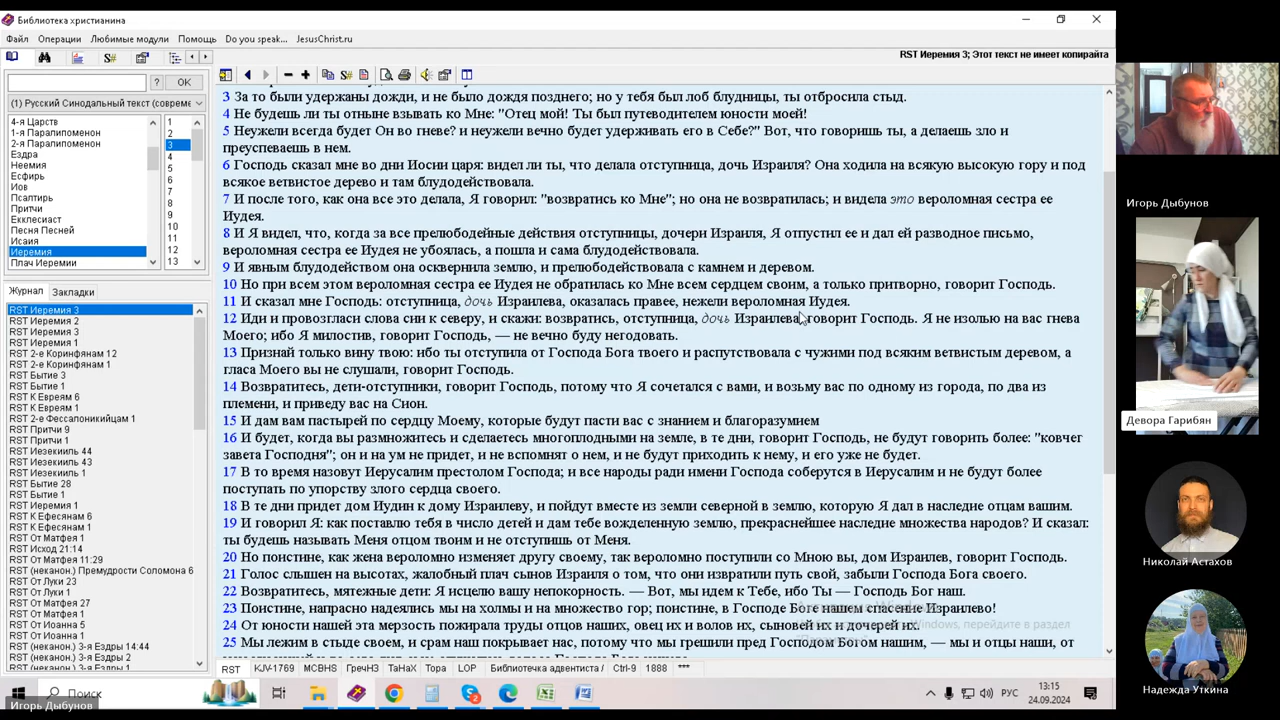 Библиотека христианина
Файл Операции Любимые модули Помощь Do you speak... JesusChrist.ru
RST Иеремия 3; Этот текст не имеет копирайта
? OK
(1) Русский Синодальный текст (совреме
4-я Царств
1-я Паралипоменон
2-я Паралипоменон
Ездра
Неемия
Есфирь
Иов
Псалтирь
Притчи
Екклесиаст
Песня Песней
Исаия
Иеремия
Плач Иеремии
1
2
3
4
5
6
7
8
9
10
11
12
13
Журнал Закладки
RST Иеремия 3
RST Иеремия 2
RST Иеремия 3
RST Иеремия 1
RST 2-е Коринфянам 12
RST 2-е Коринфянам 1
RST Бытие 3
RST Бытие 1
RST К Евреям 6
RST К Евреям 1
RST 2-е Фессалоникийцам 1
RST Притчи 9
RST Притчи 1
RST Иезекииль 44
RST Иезекииль 43
RST Иезекииль 1
RST Бытие 28
RST Бытие 1
RST Иеремия 1
RST К Ефесянам 6
RST К Ефесянам 1
RST От Матфея 1
RST Исход 21:14
RST От Матфея 11:29
RST (неканон.) Премудрости Соломона 6
RST От Луки 23
RST От Луки 1
RST От Матфея 27
RST От Матфея 1
RST От Иоанна 5
RST От Иоанна 1
RST (неканон.) 3-я Ездры 14:44
RST (неканон.) 3-я Ездры 2
RST (неканон.) 3-я Ездры 1
3 За то были удержаны дожди, и не было дождя позднего; но у тебя был лоб блудницы, ты отбросила стыд.
4 Не будешь ли ты отныне взывать ко Мне: "Отец мой! Ты был путеводителем юности моей!
5 Неужели всегда будет Он во гневе? и неужели вечно будет удерживать его в Себе?" Вот, что говоришь ты, а делаешь зло и
преуспеваешь в нем.
6 Господь сказал мне во дни Иосии царя: видел ли ты, что делала отступница, дочь Израиля? Она ходила на всякую высокую гору и под
всякое ветвистое дерево и там блудодействовала.
7 И после того, как она все это делала, Я говорил: "возвратись ко Мне"; но она не возвратилась; и видела это вероломная сестра ее
Иудея.
8 И Я видел, что, когда за все прелюбодейные действия отступницы, дочери Израиля, Я отпустил ее и дал ей разводное письмо,
вероломная сестра ее Иудея не убоялась, а пошла и сама блудодействовала.
9 И явным блудодейством она осквернила землю, и прелюбодействовала с камнем и деревом.
10 Но при всем этом вероломная сестра ее Иудея не обратилась ко Мне всем сердцем своим, а только притворно, говорит Господь.
11 И сказал мне Господь: отступница, дочь Израилева, оказалась правее, нежели вероломная Иудея.
12 Иди и провозгласи слова сии к северу, и скажи: возвратись, отступница, дочь Израилева, говорит Господь. Я не изолью на вас гнева
Моего; ибо Я милостив, говорит Господь, — не вечно буду негодовать.
13 Признай только вину твою: ибо ты отступила от Господа Бога твоего и распутствовала с чужими под всяким ветвистым деревом, а
гласа Моего вы не слушали, говорит Господь.
14 Возвратитесь, дети-отступники, говорит Господь, потому что Я сочетался с вами, и возьму вас по одному из города, по два из
племени, и приведу вас на Сион.
15 И дам вам пастырей по сердцу Моему, которые будут пасти вас с знанием и благоразумием
16 И будет, когда вы размножитесь и сделаетесь многоплодными на земле, в те дни, говорит Господь, не будут говорить более: "ковчег
завета Господня"; он и на ум не придет, и не вспомнят о нем, и не будут приходить к нему, и его уже не будет.
17 В то время назовут Иерусалим престолом Господа; и все народы ради имени Господа соберутся в Иерусалим и не будут более
поступать по упорству злого сердца своего.
18 В те дни придет дом Иудин к дому Израилеву, и пойдут вместе из земли северной в землю, которую Я дал в наследие отцам вашим.
19 И говорил Я: как поставлю тебя в число детей и дам тебе вожделенную землю, прекраснейшее наследие множества народов? И сказал:
ты будешь называть Меня отцом твоим и не отступишь от Меня.
20 Но поистине, как жена вероломно изменяет другу своему, так вероломно поступили со Мною вы, дом Израилев, говорит Господь.
21 Голос слышен на высотах, жалобный плач сынов Израиля о том, что они извратили путь свой, забыли Господа Бога своего.
22 Возвратитесь, мятежные дети: Я исцелю вашу непокорность. — Вот, мы идем к Тебе, ибо Ты — Господь Бог наш.
23 Поистине, напрасно надеялись мы на холмы и на множество гор; поистине, в Господе Боге нашем спасение Израилево!
24 От юности нашей эта мерзость пожирала труды отцов наших, овец их и волов их, сыновей их и дочерей их.
25 Мы лежим в стыде своем, и срам наш покрывает нас, потому что мы грешили пред Господом Богом нашим, — мы и отцы наши, от
Windows, перейдите в раздел
RST KJV-1769 МСВHS ГречНЗ ТаНаХ Тора LOP Библиотека адвентиста / Ctrl-9 1888 ***
Поиск
РУС
13:15
24.09.2024
Игорь Дыбунов
Игорь Дыбунов
Девора Гарибян
Николай Астахов
Надежда Уткина